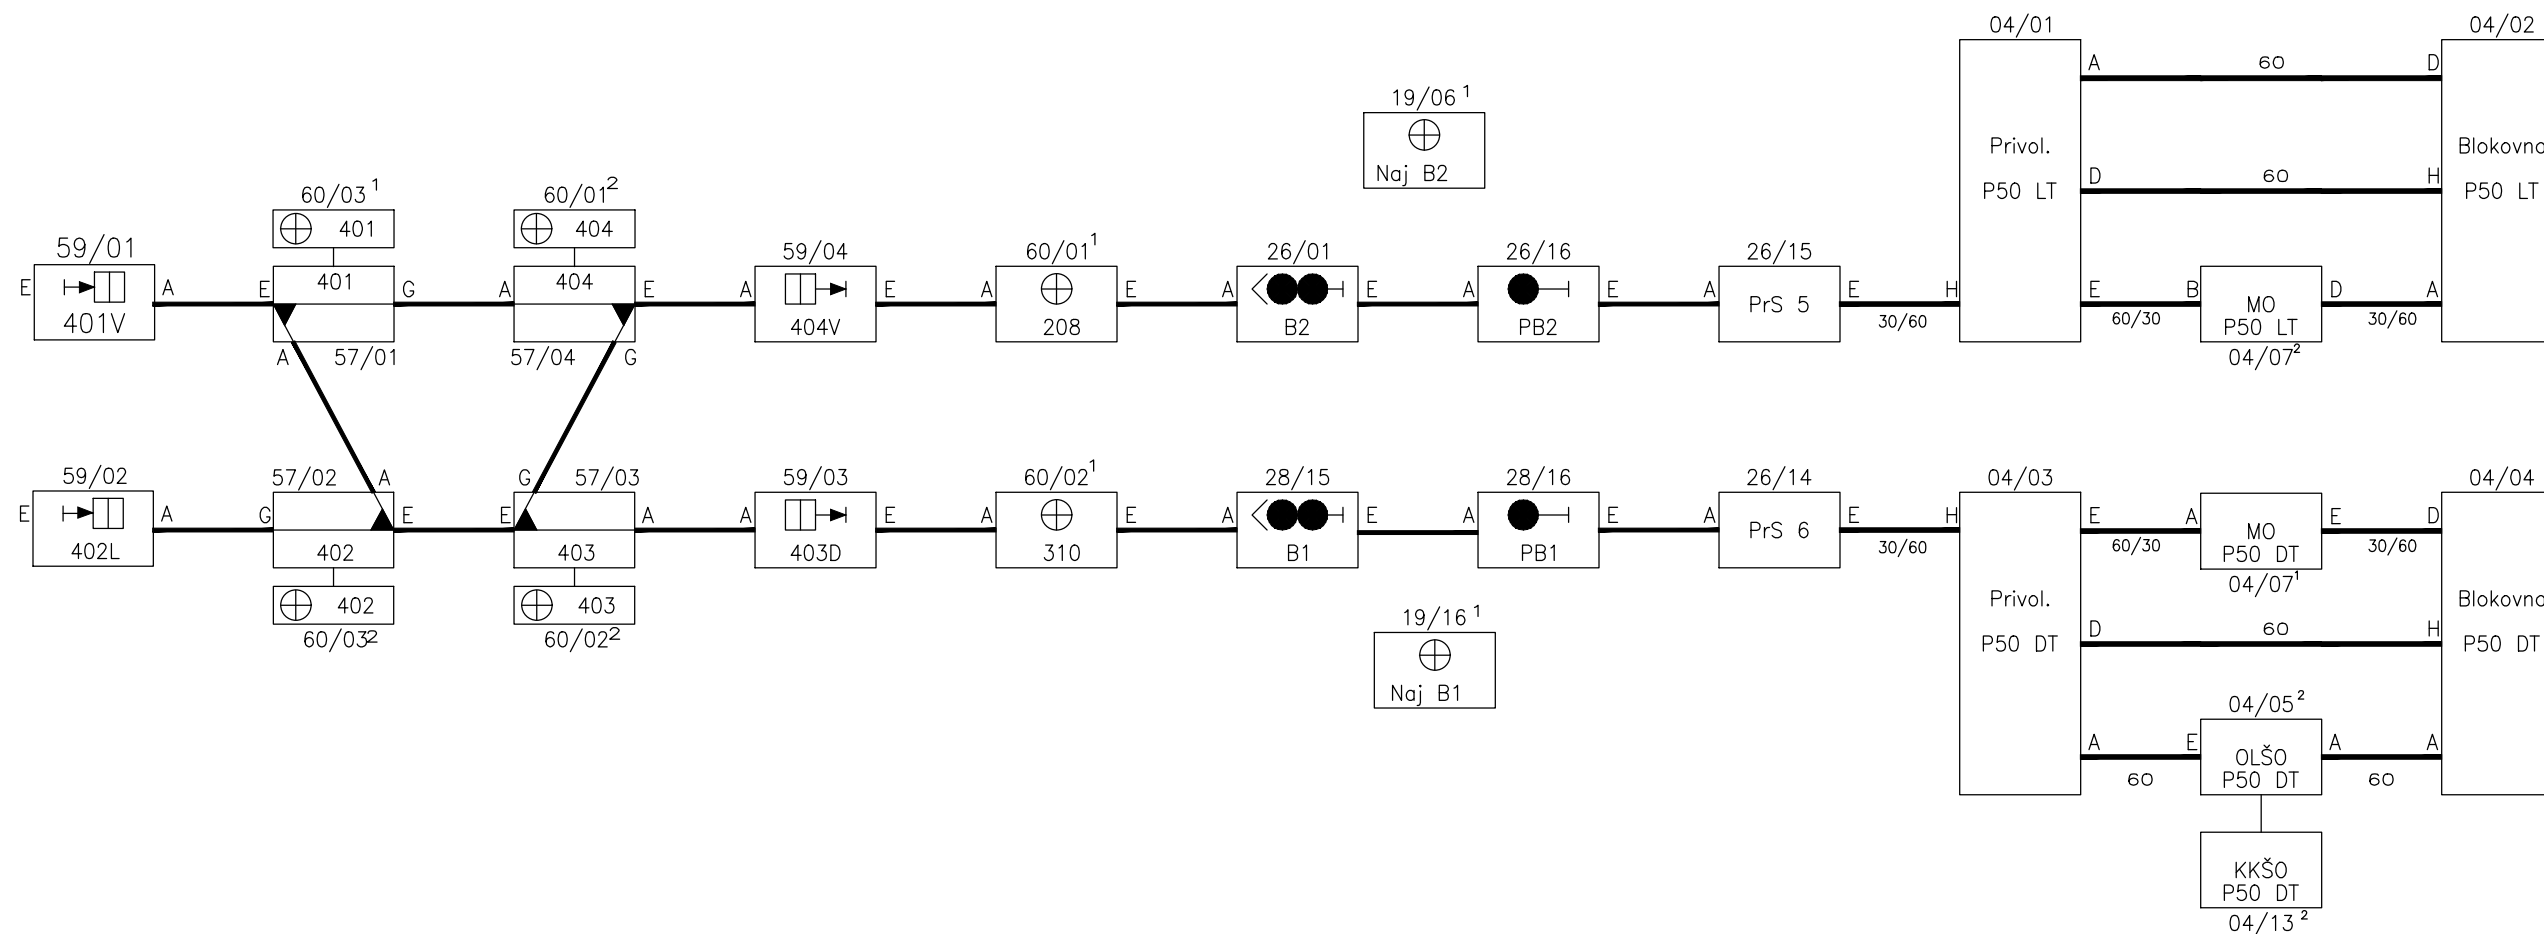 04/01
04/02
A 60 D
19/06 1
Naj B2
Privol.
P50 LT
Blokovno
P50 LT
D 60 H
60/03 1
401
60/01 2
404
59/01
E A
401V
E 401 G
A 57/01
A 404 E
57/04 G
59/04
A E
404V
60/01 1
A E
208
26/01
A E
B2
26/16
A E
PB2
26/15
A E
PrS 5
30/60
H
E B
60/30
MO
P50 LT
04/07 2
D A
30/60
59/02
E A
402L
57/02 A
G E
402
402
60/03 2
G 57/03
E A
403
403
60/02 2
59/03
A E
403D
60/02 1
A E
310
28/15
A E
B1
28/16
A E
PB1
26/14
A E
PrS 6
30/60
H
19/16 1
Naj B1
04/03
Privol.
P50 DT
E A
60/30
MO
P50 DT
04/07 1
E D
30/60
04/04
Blokovno
P50 DT
D 60 H
04/05 2
A E
60
OLŠO
P50 DT
A A
60
KKŠO
P50 DT
04/13 2